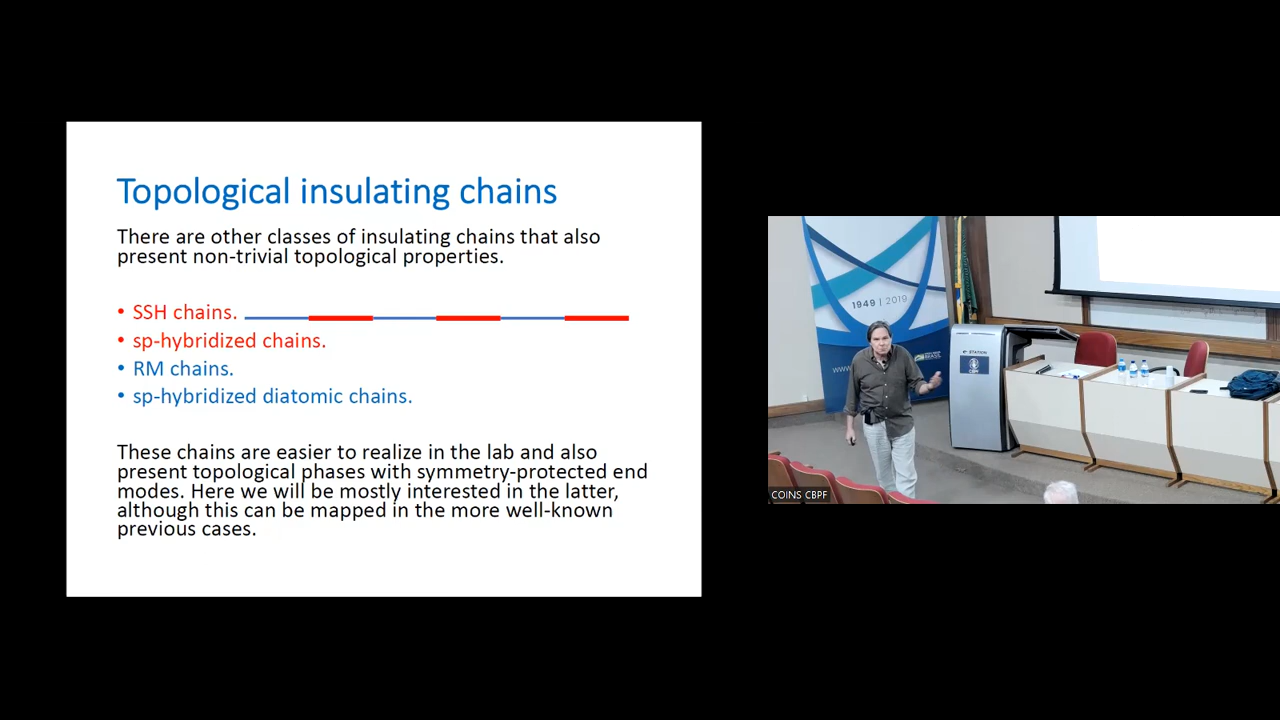 Topological insulating chains
There are other classes of insulating chains that also
present non-trivial topological properties.
• SSH chains.
• sp-hybridized chains.
• RM chains.
• sp-hybridized diatomic chains.
These chains are easier to realize in the lab and also
present topological phases with symmetry-protected end
modes. Here we will be mostly interested in the latter,
although this can be mapped in the more well-known
previous cases.
1949 | 2019
www
CBPF
COINS CBPF